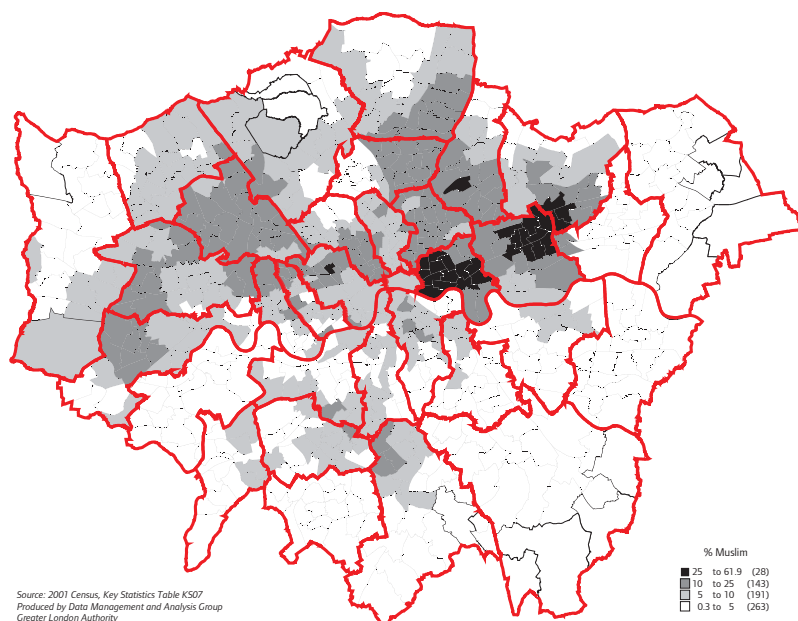 % Muslim
25 to 61.9 (28)
10 to 25 (143)
5 to 10 (191)
0.3 to 5 (263)
Source: 2001 Census, Key Statistics Table KS07
Produced by Data Management and Analysis Group
Greater London Authority